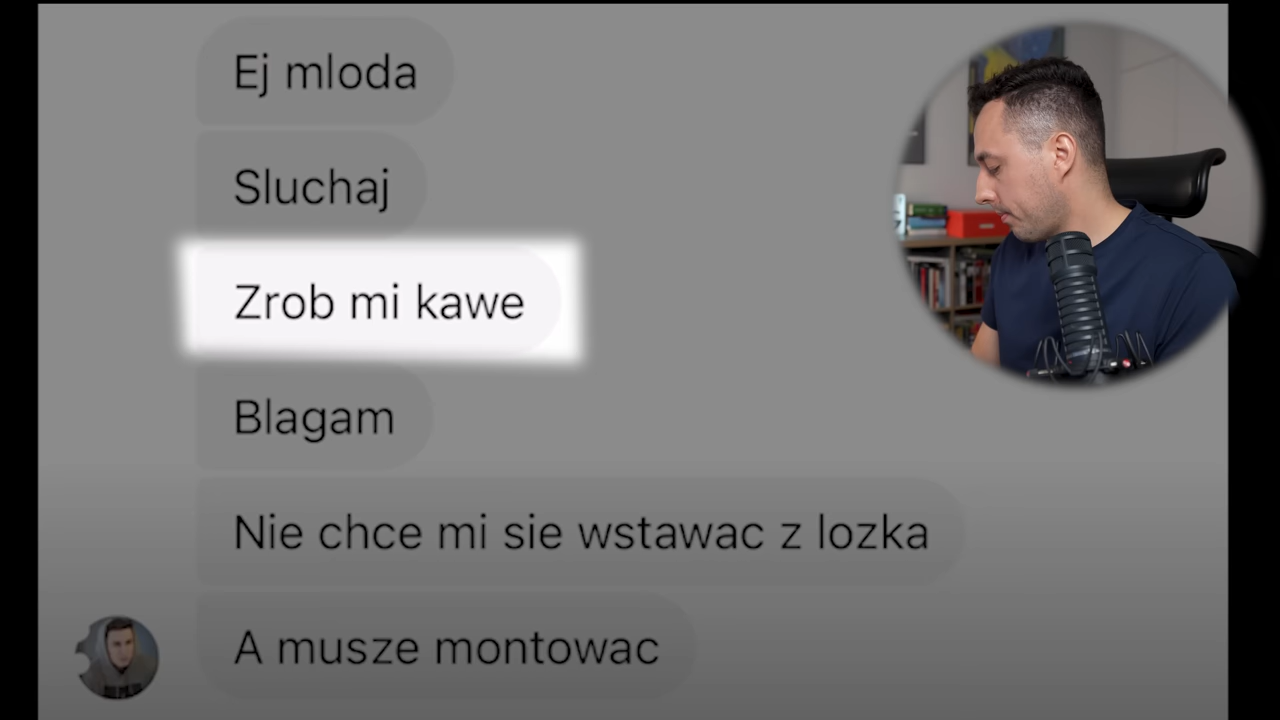 Ej mloda
Sluchaj
Zrob mi kawe
Blagam
Nie chce mi sie wstawac z lozka
A musze montowac